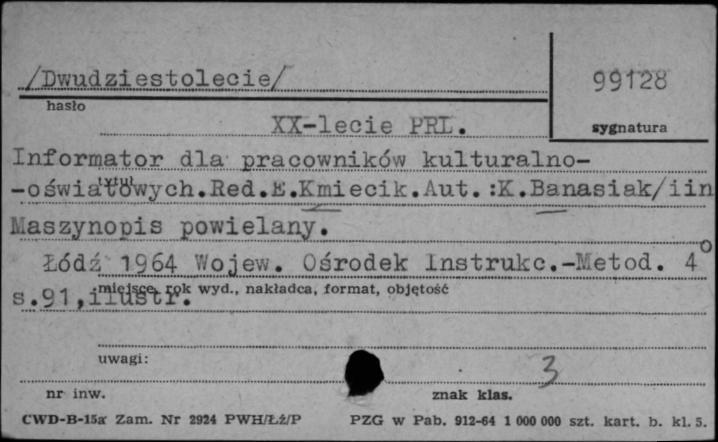 /Dwudziestolecie/
99128
hasło
sygnatura
XX-lecie PRL.
Informator dla pracowników kulturalno-
-oświatowych.Red.E.Kmiecik.Aut.:K.Banasiak/iin
Maszynopis powielany.
Łódź 1964 Wojew. Ośrodek Instrukc.-Metod. 4°
s.91,ilustr.
miejsce, rok wyd., nakładca, format, objętość
uwagi:
3
nr inw.
znak klas.
CWD-B-15a Zam. Nr 2924 PWH/Łż/P PZG w Pab. 912-64 1 000 000 szt. kart. b. kl. 5.